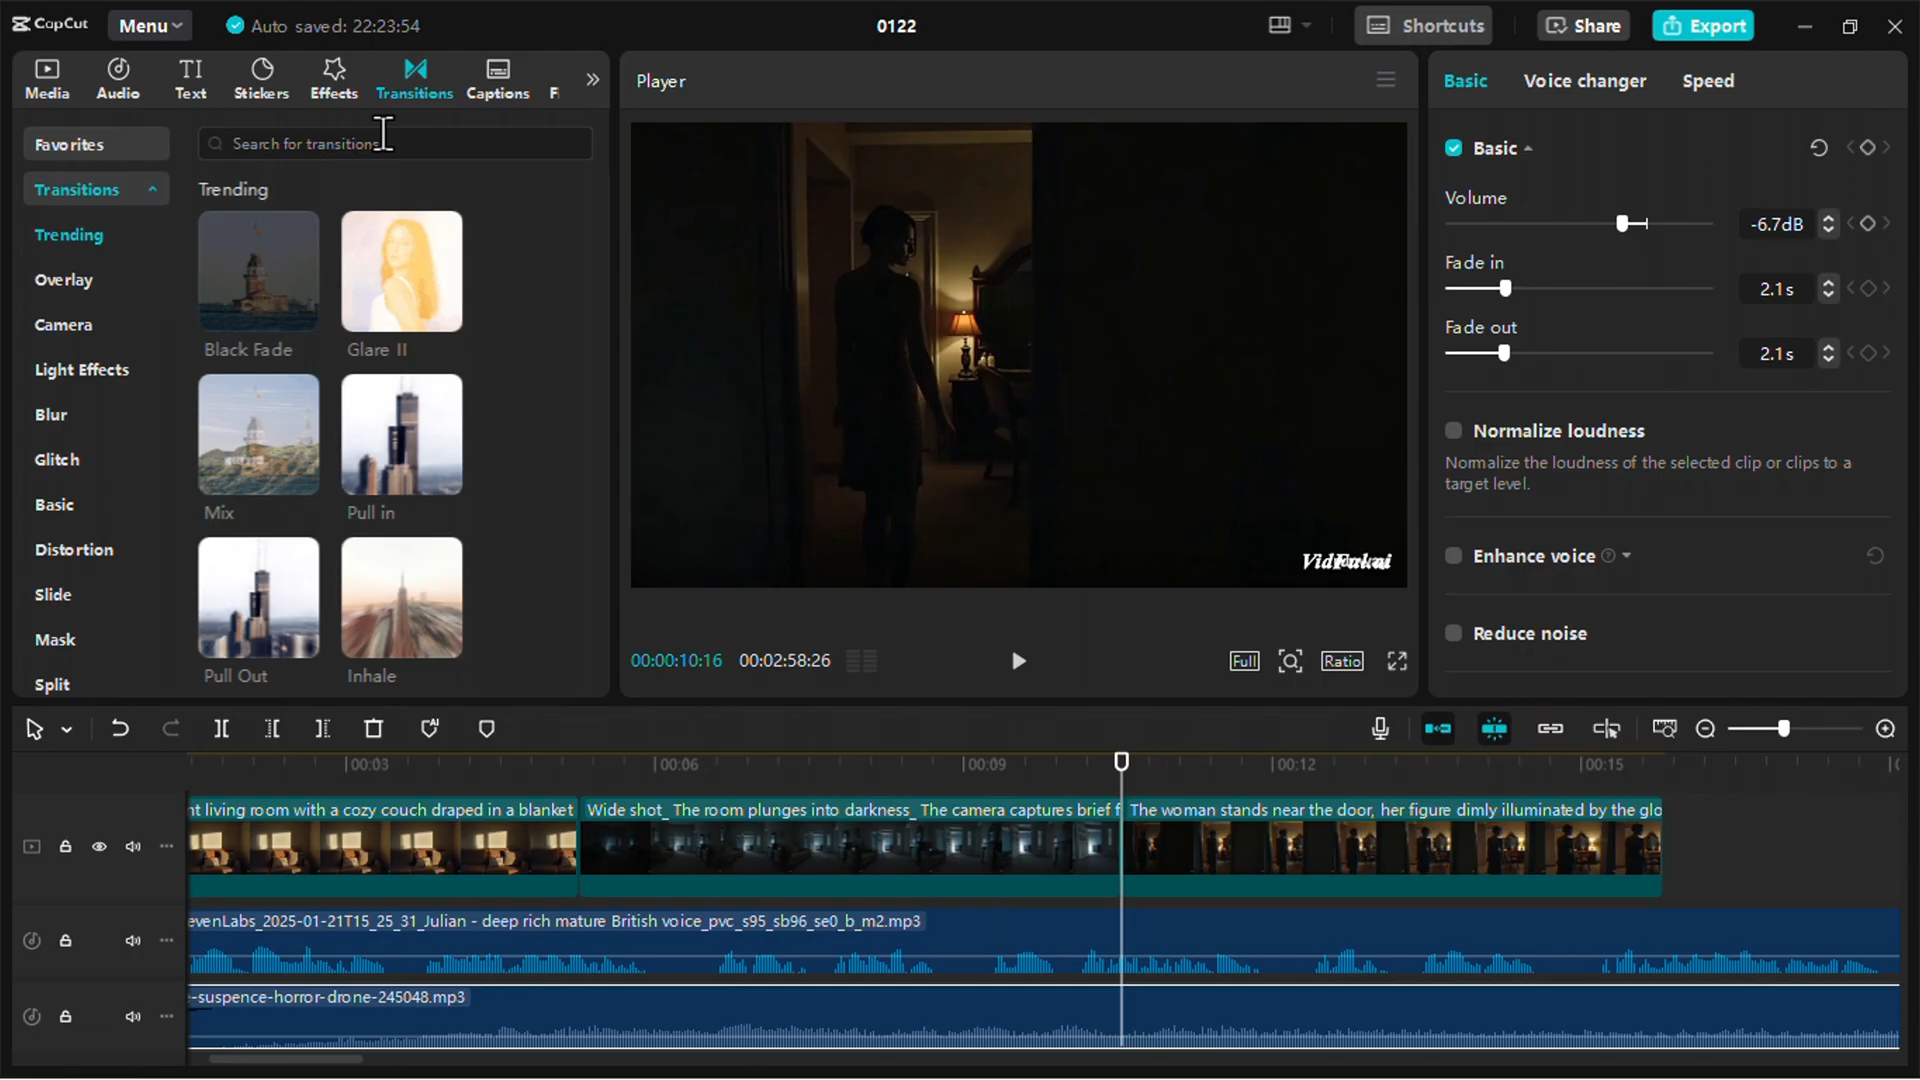 CapCut
Menu
Auto saved: 22:23:54
0122
Shortcuts
Share
Export
Media
Audio
TI
Text
Stickers
Effects
Transitions
Captions
Player
Basic
Voice changer
Speed
Favorites
Search for transitions
Transitions
Trending
Overlay
Camera
Light Effects
Blur
Glitch
Basic
Distortion
Slide
Mask
Split
Trending
Black Fade
Glare II
Mix
Pull in
Pull Out
Inhale
00:00:10:16
00:02:58:26
Full
Ratio
Basic
Volume
-6.7dB
Fade in
2.1s
Fade out
2.1s
Normalize loudness
Normalize the loudness of the selected clip or clips to a
target level.
Enhance voice
Reduce noise
00:03
00:06
00:09
00:12
00:15
nt living room with a cozy couch draped in a blanket
Wide shot_ The room plunges into darkness_ The camera captures brief f
The woman stands near the door, her figure dimly illuminated by the glo
evenLabs_2025-01-21T15_25_31_Julian - deep rich mature British voice_pvc_s95_sb96_se0_b_m2.mp3
-suspence-horror-drone-245048.mp3